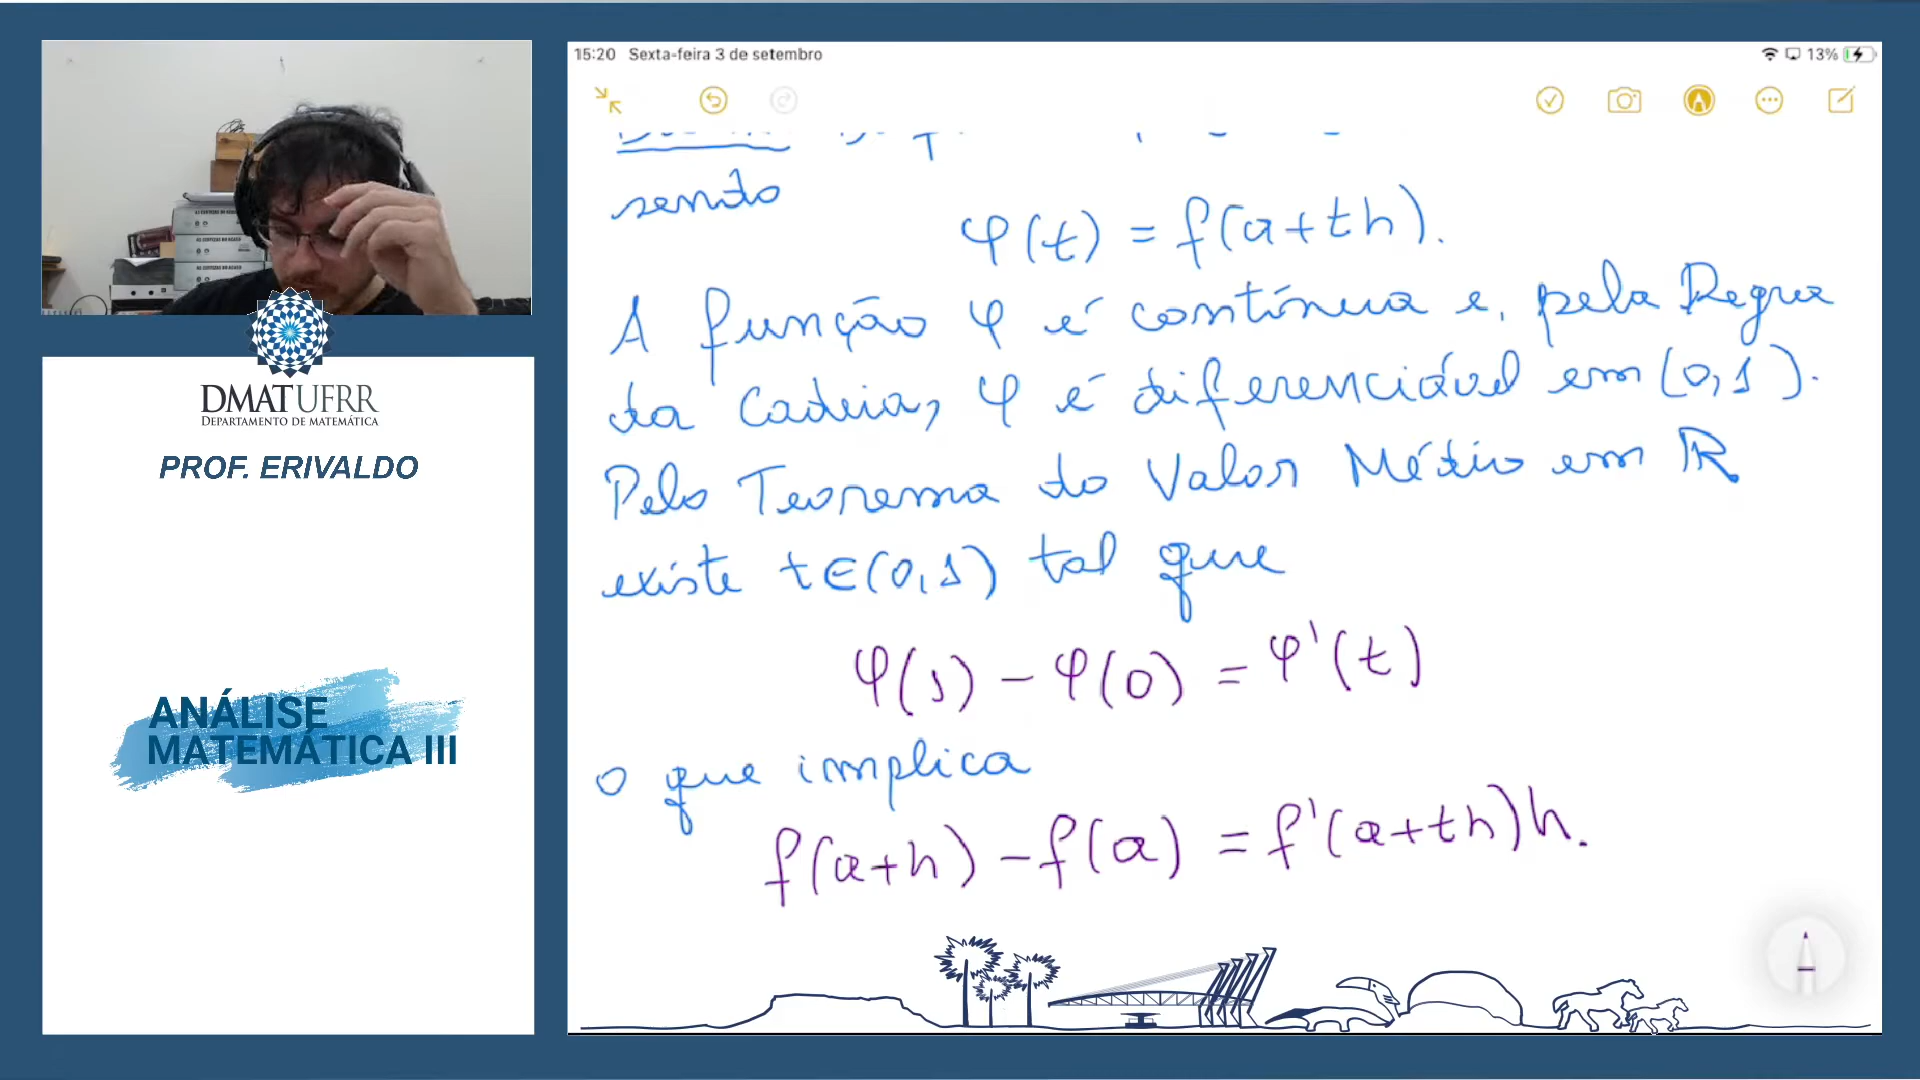 15:20 Sexta-feira 3 de setembro
13%
sendo
φ(t) = f(a+th).
A função φ é contínua e, pela Regra
da Cadeia, φ é diferenciável em (0,1).
Pelo Teorema do Valor Médio em ℝ
existe t∈(0,1) tal que
φ(1) - φ(0) = φ'(t)
o que implica
f(a+h) - f(a) = f'(a+th)h.
DMATUFRR
DEPARTAMENTO DE MATEMÁTICA
PROF. ERIVALDO
ANÁLISE
MATEMÁTICA III